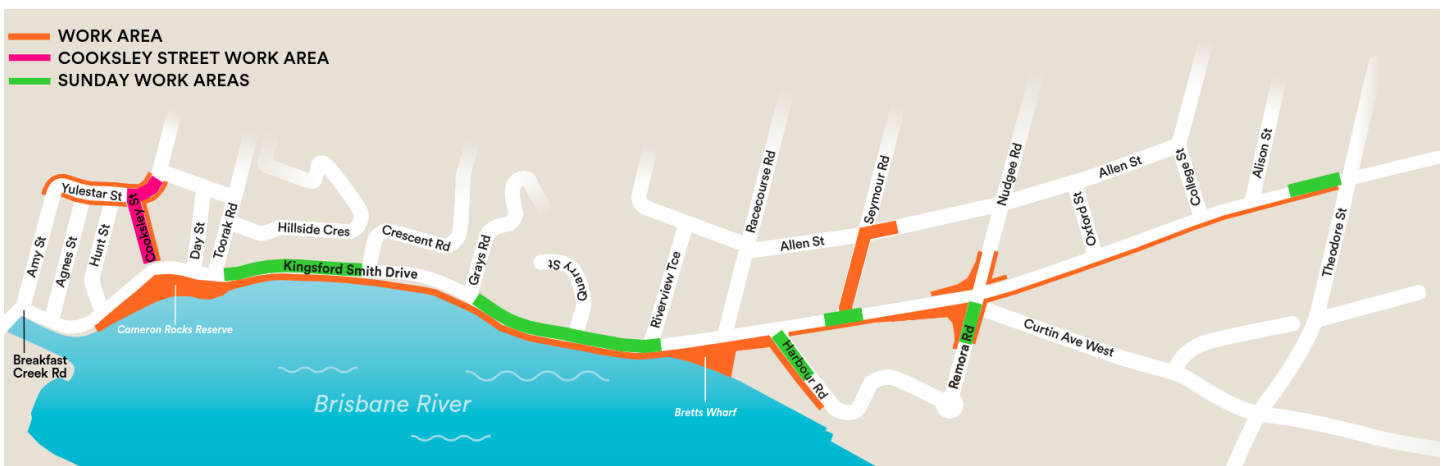 WORK AREA
COOKSLEY STREET WORK AREA
SUNDAY WORK AREAS
Yulestar St
Cooksley St
Amy St
Agnes St
Hunt St
Day St
Toorak Rd
Hillside Cres
Crescent Rd
Kingsford Smith Drive
Grays Rd
Quarry St
Riverview Tce
Racecourse Rd
Allen St
Seymour Rd
Nudgee Rd
Allen St
Oxford St
College St
Alison St
Theodore St
Cameron Rocks Reserve
Breakfast
Creek Rd
Brisbane River
Bretts Wharf
Harbour Rd
Remora Rd
Curtin Ave West